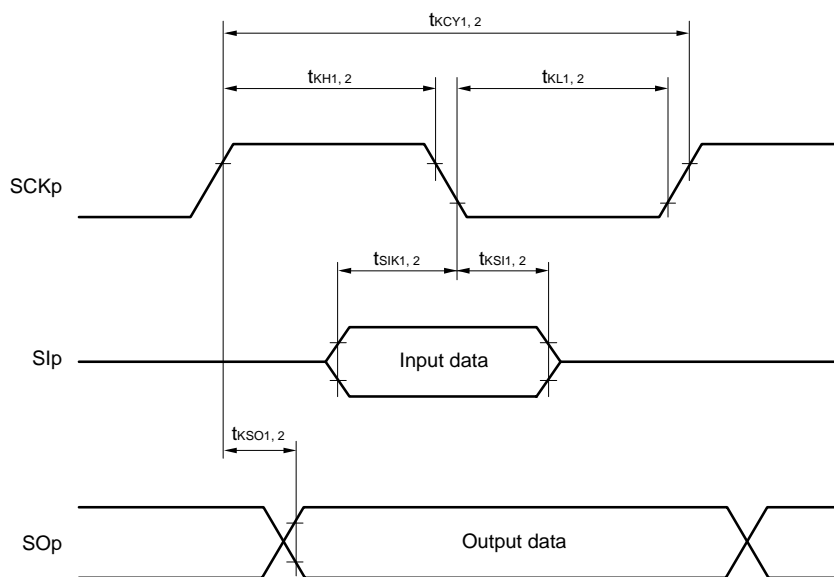 tKCY1, 2
tKH1, 2 tKL1, 2
SCKp
tSIK1, 2 tKSI1, 2
SIp Input data
tKSO1, 2
SOp Output data